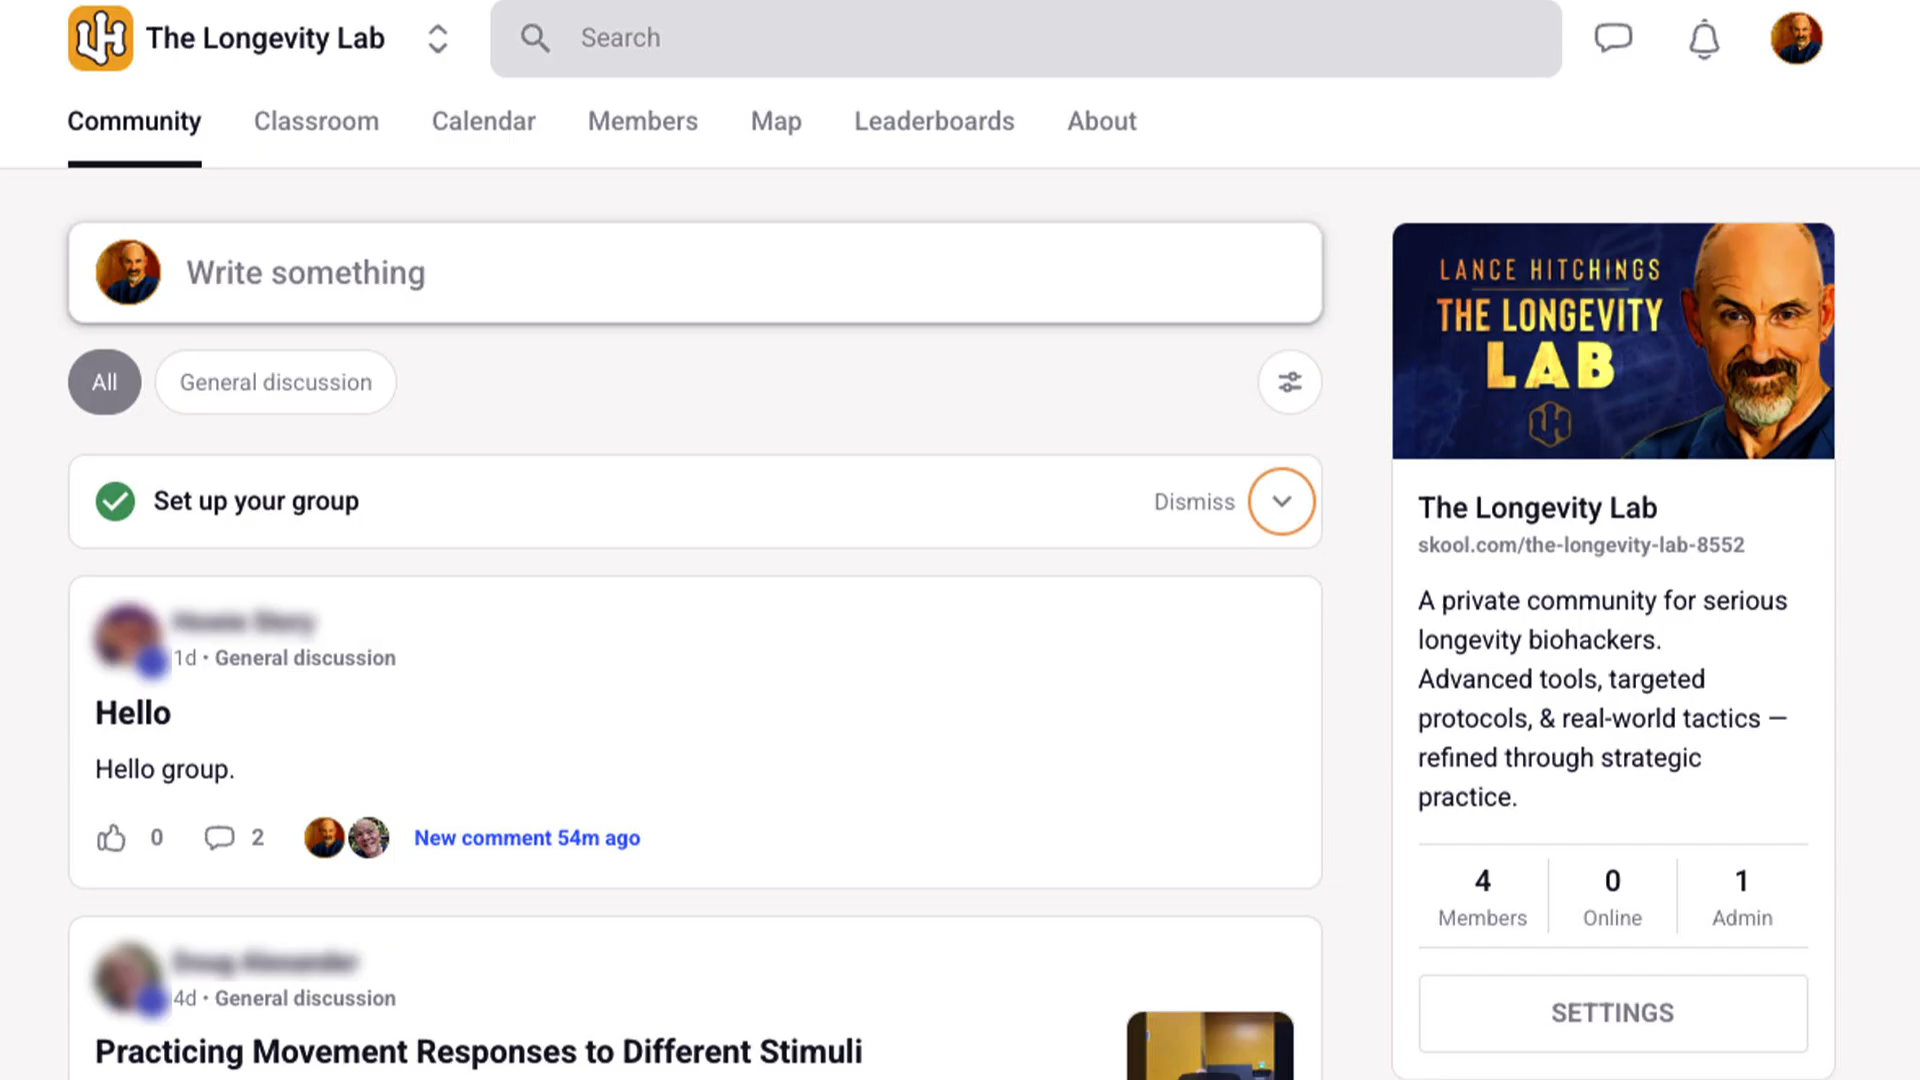 The Longevity Lab
Search
Community Classroom Calendar Members Map Leaderboards About
Write something
All General discussion
Set up your group Dismiss
1d • General discussion
Hello
Hello group.
0 2 New comment 54m ago
4d • General discussion
Practicing Movement Responses to Different Stimuli
LANCE HITCHINGS
THE LONGEVITY
LAB
LH
The Longevity Lab
skool.com/the-longevity-lab-8552
A private community for serious
longevity biohackers.
Advanced tools, targeted
protocols, & real-world tactics —
refined through strategic
practice.
4 0 1
Members Online Admin
SETTINGS